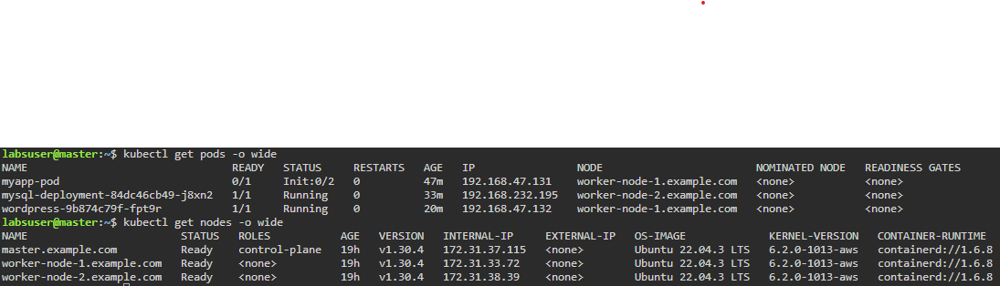 labsuser@master:~$ kubectl get pods -o wide
NAME READY STATUS RESTARTS AGE IP NODE NOMINATED NODE READINESS GATES
myapp-pod 0/1 Init:0/2 0 47m 192.168.47.131 worker-node-1.example.com <none> <none>
mysql-deployment-84dc46cb49-j8xn2 1/1 Running 0 33m 192.168.232.195 worker-node-2.example.com <none> <none>
wordpress-9b874c79f-fpt9r 1/1 Running 0 20m 192.168.47.132 worker-node-1.example.com <none> <none>
labsuser@master:~$ kubectl get nodes -o wide
NAME STATUS ROLES AGE VERSION INTERNAL-IP EXTERNAL-IP OS-IMAGE KERNEL-VERSION CONTAINER-RUNTIME
master.example.com Ready control-plane 19h v1.30.4 172.31.37.115 <none> Ubuntu 22.04.3 LTS 6.2.0-1013-aws containerd://1.6.8
worker-node-1.example.com Ready <none> 19h v1.30.4 172.31.33.72 <none> Ubuntu 22.04.3 LTS 6.2.0-1013-aws containerd://1.6.8
worker-node-2.example.com Ready <none> 19h v1.30.4 172.31.38.39 <none> Ubuntu 22.04.3 LTS 6.2.0-1013-aws containerd://1.6.8